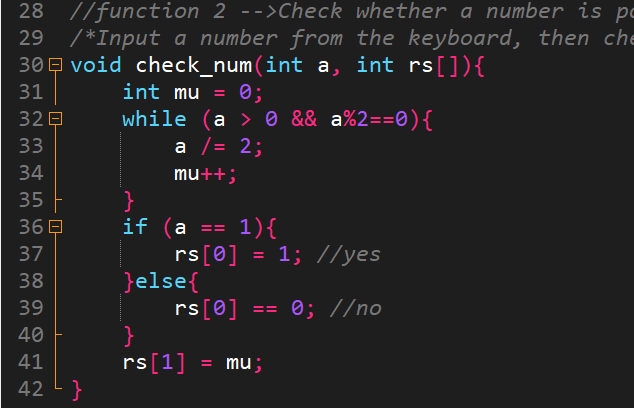 28 //function 2 -->Check whether a number is
29 /*Input a number from the keyboard, then
30 void check_num(int a, int rs[]){
31     int mu = 0;
32     while (a > 0 && a%2==0){
33         a /= 2;
34         mu++;
35     }
36     if (a == 1){
37         rs[0] = 1; //yes
38     }else{
39         rs[0] == 0; //no
40     }
41     rs[1] = mu;
42 }